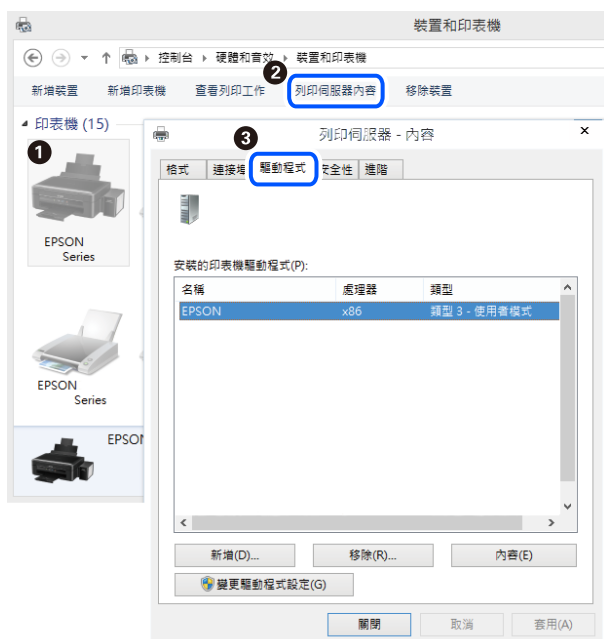 裝置和印表機
控制台 硬體和音效 裝置和印表機
2
新增裝置 新增印表機 查看列印工作 列印伺服器內容 移除裝置
印表機 (15)
1
EPSON
Series
EPSON
Series
EPSON
3
列印伺服器 - 內容 ×
格式 連接埠 驅動程式 安全性 進階
安裝的印表機驅動程式(P):
名稱 處理器 類型
EPSON x86 類型 3 - 使用者模式
新增(D)... 移除(R)... 內容(E)
變更驅動程式設定(G)
關閉 取消 套用(A)